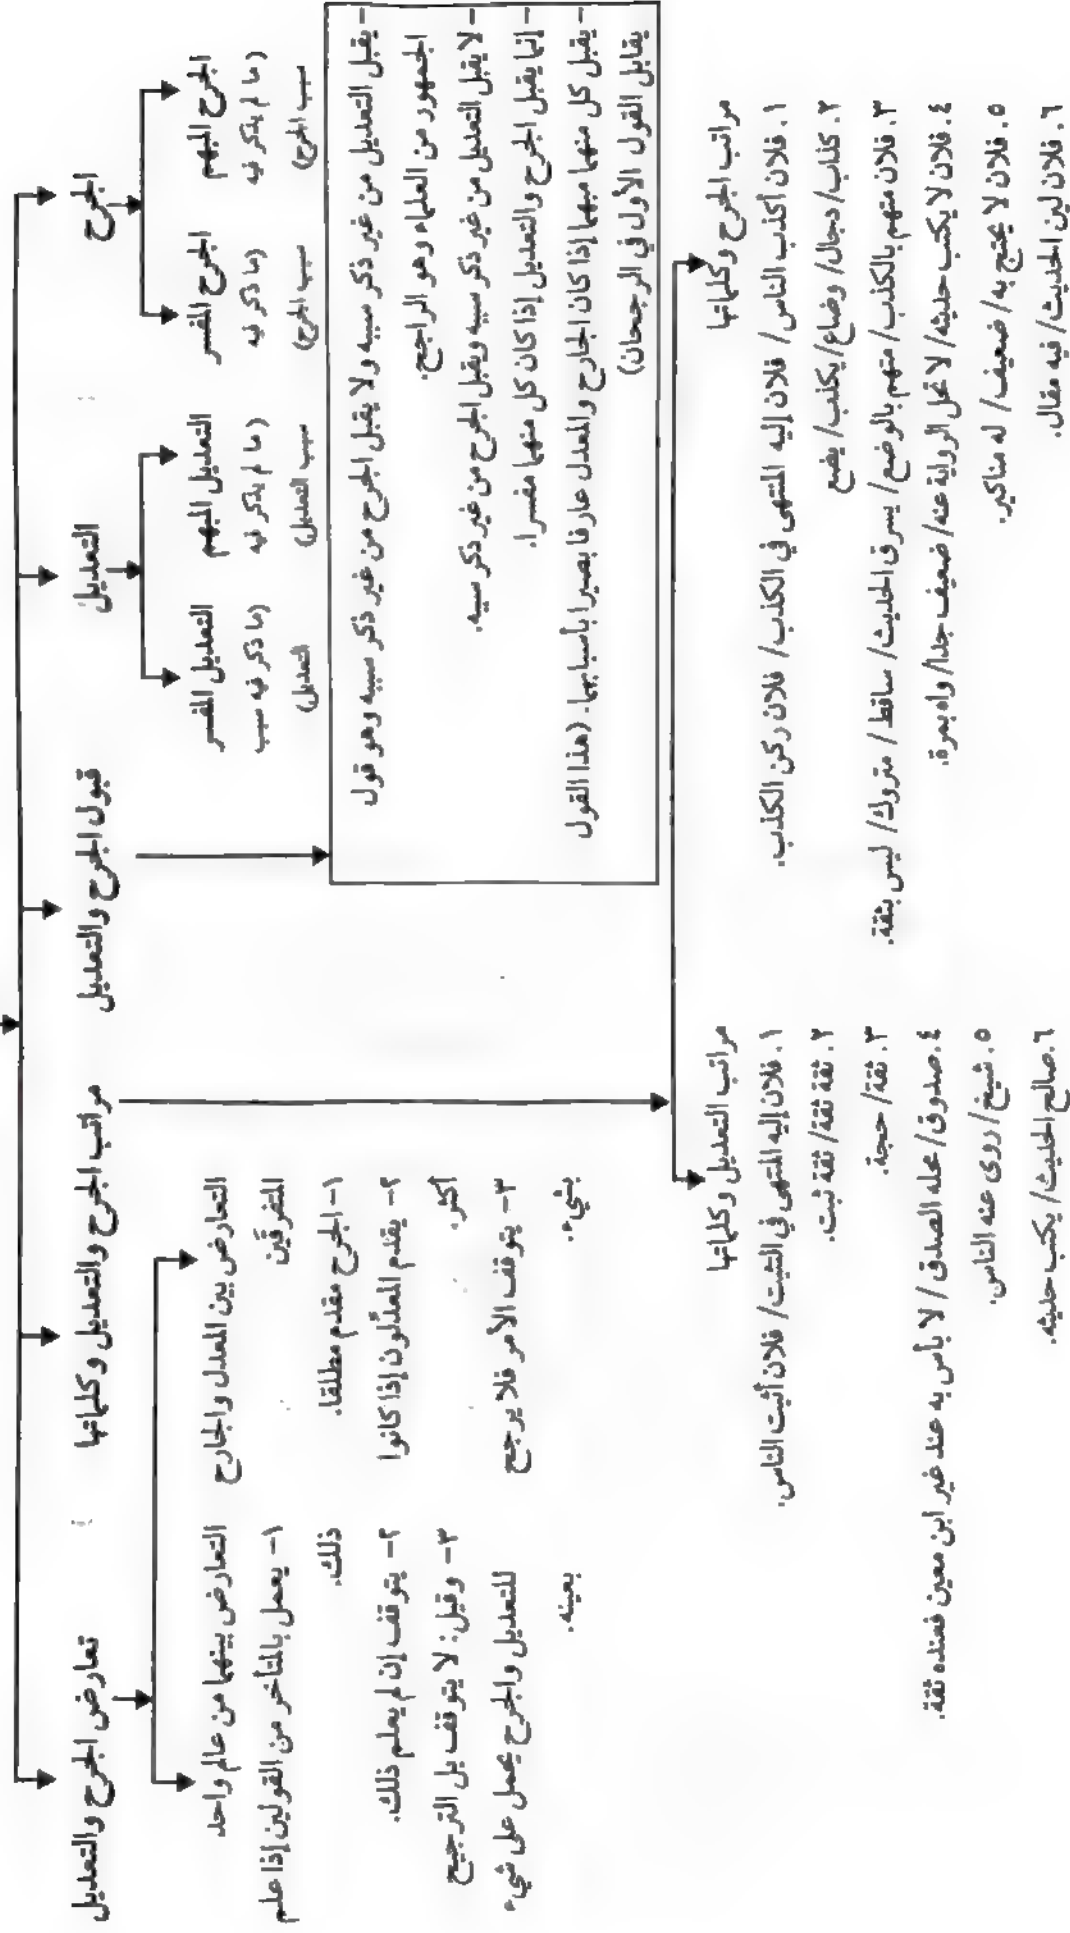 الجرح
الجرح المبهم
(ما لم يذكر فيه
سبب الجرح)
الجرح المفسر
(ما ذكر فيه
سبب الجرح)
التعديل
التعديل المبهم
(ما لم يذكر فيه
سبب التعديل)
التعديل المفسر
(ما ذكر فيه سبب
التعديل)
قبول الجرح والتعديل
- يقبل التعديل من غير ذكر سببه ولا يقبل الجرح من غير ذكر سببه وهو قول
الجمهور من العلماء وهو الراجح.
- لا يقبل التعديل من غير ذكر سببه ويقبل الجرح من غير ذكر سببه.
- إنما يقبل الجرح والتعديل إذا كان كل منهما مفسرا.
- يقبل كل منهما مبهما إذا كان الجارح والمعدل عارفا بصيرا بأسبابهما. (هذا القول
يقابل القول الأول في الرجحان)
مراتب الجرح والتعديل وكلماتها
مراتب الجرح وكلماتها
١. فلان أكذب الناس/ فلان إليه المنتهى في الكذب/ فلان ركن الكذب.
٢. كذاب/ دجال/ وضاع/ يكذب/ يضع
٣. فلان متهم بالكذب/ متهم بالوضع/ يسرق الحديث/ ساقط/ متروك/ ليس بثقة.
٤. فلان لا يكتب حديثه/ لا تحل الرواية عنه/ ضعيف جدا/ واه بمرة.
٥. فلان لا يحتج به/ ضعيف/ له مناكير.
٦. فلان لين الحديث/ فيه مقال.
مراتب التعديل وكلماتها
١. فلان إليه المنتهى في التثبت/ فلان أثبت الناس.
٢. ثقة ثقة/ ثقة ثبت.
٣. ثقة/ حجة.
٤. صدوق/ محله الصدق/ لا بأس به عند غير ابن معين فعنده ثقة.
٥. شيخ/ روى عنه الناس.
٦. صالح الحديث/ يكتب حديثه.
تعارض الجرح والتعديل
التعارض بين المعدل والجارح
المتفرقين
١- الجرح مقدم مطلقا.
٢- يقدم المعدّلون إذا كانوا
أكثر.
٣- يتوقف الأمر فلا يرجح
بشيء.
التعارض بينهما من عالم واحد
١- يعمل بالمتأخر من القولين إذا علم
ذلك.
٢- يتوقف إن لم يعلم ذلك.
٣- وقيل: لا يتوقف بل الترجيح
للتعديل والجرح يحمل على شيء
بعينه.